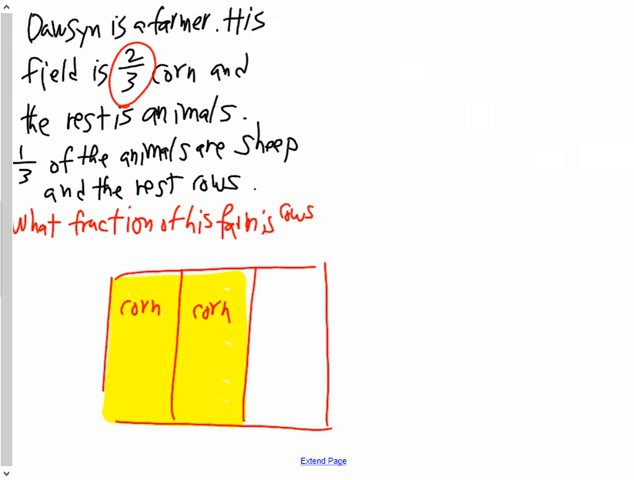 Dawsyn is a farmer. His
field is 2/3 corn and
the rest is animals.
1/3 of the animals are sheep
and the rest cows.
What fraction of his farm is cows
corn corn
Extend Page